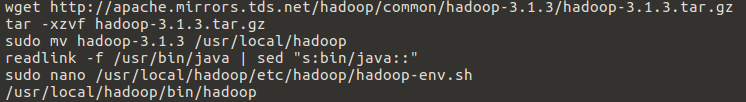 wget http://apache.mirrors.tds.net/hadoop/common/hadoop-3.1.3/hadoop-3.1.3.tar.gz
tar -xzvf hadoop-3.1.3.tar.gz
sudo mv hadoop-3.1.3 /usr/local/hadoop
readlink -f /usr/bin/java | sed "s:bin/java::"
sudo nano /usr/local/hadoop/etc/hadoop/hadoop-env.sh
/usr/local/hadoop/bin/hadoop